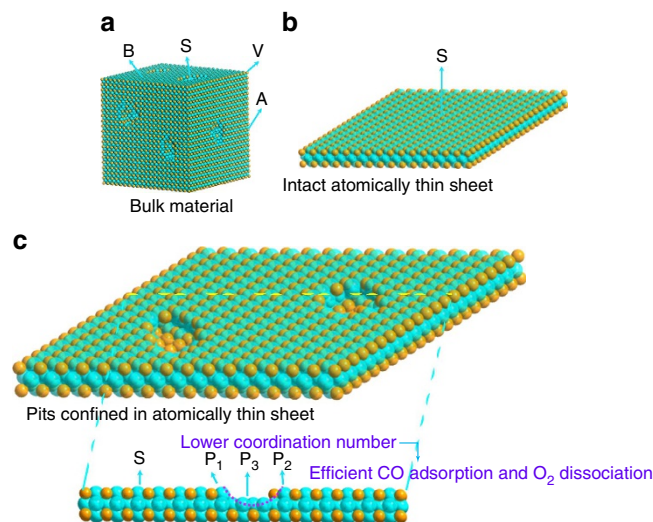 a
B S V
A
Bulk material
b
S
Intact atomically thin sheet
c
Pits confined in atomically thin sheet
Lower coordination number
S P₁ P₃ P₂
Efficient CO adsorption and O₂ dissociation